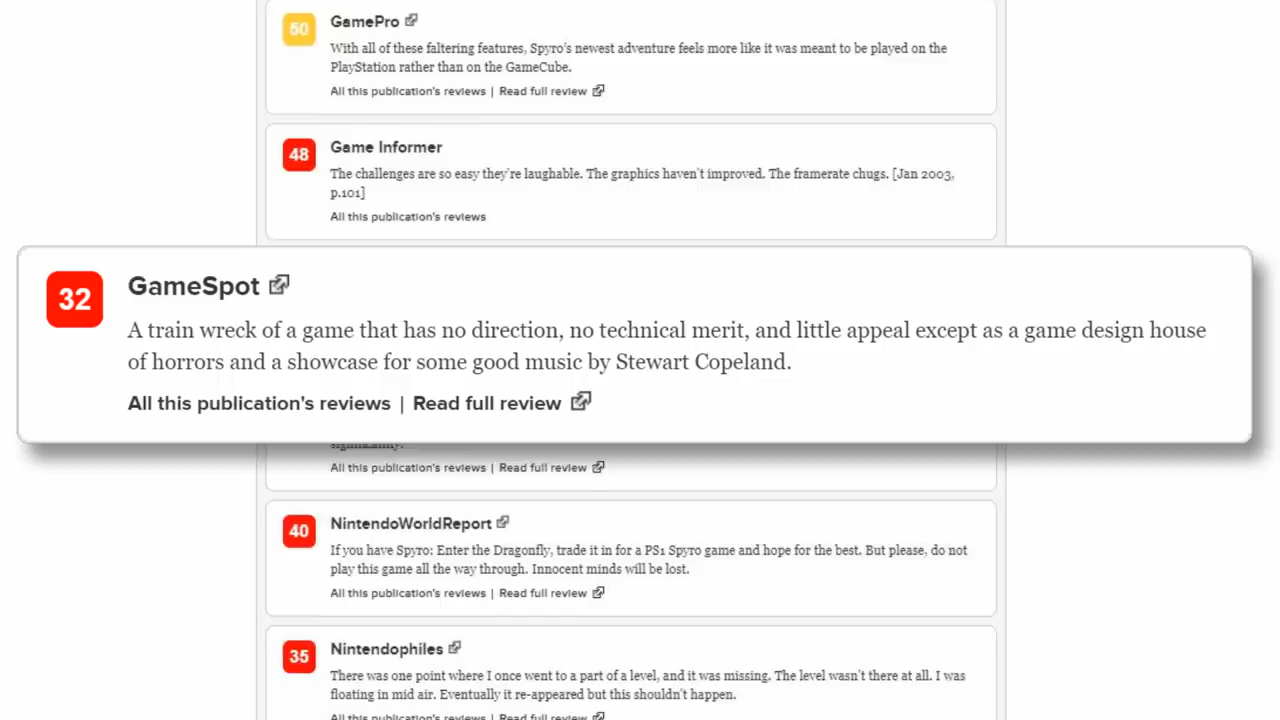 50
GamePro
With all of these faltering features, Spyro's newest adventure feels more like it was meant to be played on the
PlayStation rather than on the GameCube.
All this publication's reviews | Read full review
48
Game Informer
The challenges are so easy they're laughable. The graphics haven't improved. The framerate chugs. [Jan 2003,
p.101]
All this publication's reviews
32
GameSpot
A train wreck of a game that has no direction, no technical merit, and little appeal except as a game design house
of horrors and a showcase for some good music by Stewart Copeland.
All this publication's reviews | Read full review
significantly.
All this publication's reviews | Read full review
40
NintendoWorldReport
If you have Spyro: Enter the Dragonfly, trade it in for a PS1 Spyro game and hope for the best. But please, do not
play this game all the way through. Innocent minds will be lost.
All this publication's reviews | Read full review
35
Nintendophiles
There was one point where I once went to a part of a level, and it was missing. The level wasn't there at all. I was
floating in mid air. Eventually it re-appeared but this shouldn't happen.
All this publication's reviews | Read full review